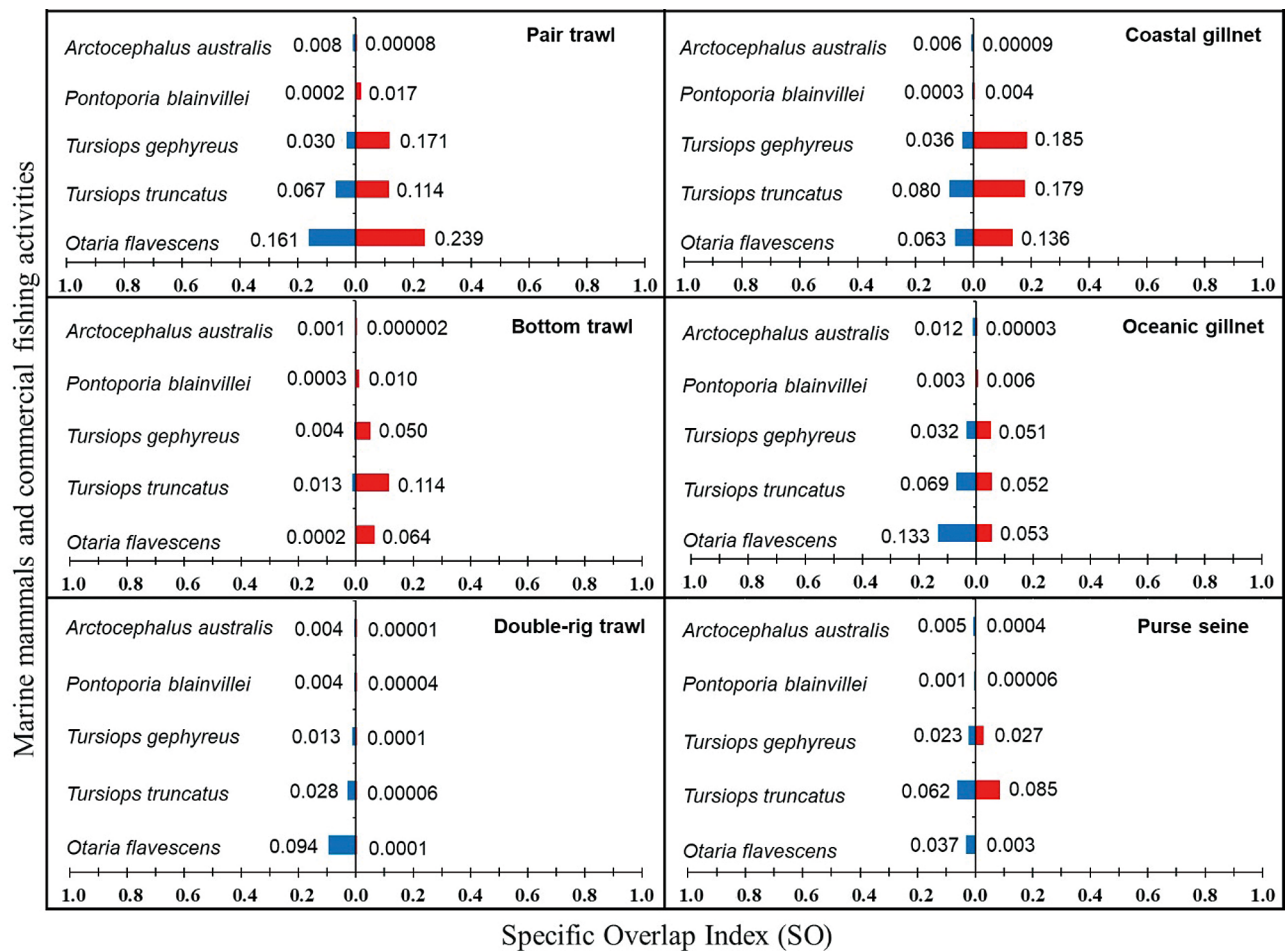 Marine mammals and commercial fishing activities
Pair trawl
Arctocephalus australis 0.008 0.00008
Pontoporia blainvillei 0.0002 0.017
Tursiops gephyreus 0.030 0.171
Tursiops truncatus 0.067 0.114
Otaria flavescens 0.161 0.239
1.0 0.8 0.6 0.4 0.2 0.0 0.2 0.4 0.6 0.8 1.0
Coastal gillnet
Arctocephalus australis 0.006 0.00009
Pontoporia blainvillei 0.0003 0.004
Tursiops gephyreus 0.036 0.185
Tursiops truncatus 0.080 0.179
Otaria flavescens 0.063 0.136
1.0 0.8 0.6 0.4 0.2 0.0 0.2 0.4 0.6 0.8 1.0
Bottom trawl
Arctocephalus australis 0.001 0.000002
Pontoporia blainvillei 0.0003 0.010
Tursiops gephyreus 0.004 0.050
Tursiops truncatus 0.013 0.114
Otaria flavescens 0.0002 0.064
1.0 0.8 0.6 0.4 0.2 0.0 0.2 0.4 0.6 0.8 1.0
Oceanic gillnet
Arctocephalus australis 0.012 0.00003
Pontoporia blainvillei 0.003 0.006
Tursiops gephyreus 0.032 0.051
Tursiops truncatus 0.069 0.052
Otaria flavescens 0.133 0.053
1.0 0.8 0.6 0.4 0.2 0.0 0.2 0.4 0.6 0.8 1.0
Double-rig trawl
Arctocephalus australis 0.004 0.00001
Pontoporia blainvillei 0.004 0.00004
Tursiops gephyreus 0.013 0.0001
Tursiops truncatus 0.028 0.00006
Otaria flavescens 0.094 0.0001
1.0 0.8 0.6 0.4 0.2 0.0 0.2 0.4 0.6 0.8 1.0
Purse seine
Arctocephalus australis 0.005 0.0004
Pontoporia blainvillei 0.001 0.00006
Tursiops gephyreus 0.023 0.027
Tursiops truncatus 0.062 0.085
Otaria flavescens 0.037 0.003
1.0 0.8 0.6 0.4 0.2 0.0 0.2 0.4 0.6 0.8 1.0
Specific Overlap Index (SO)